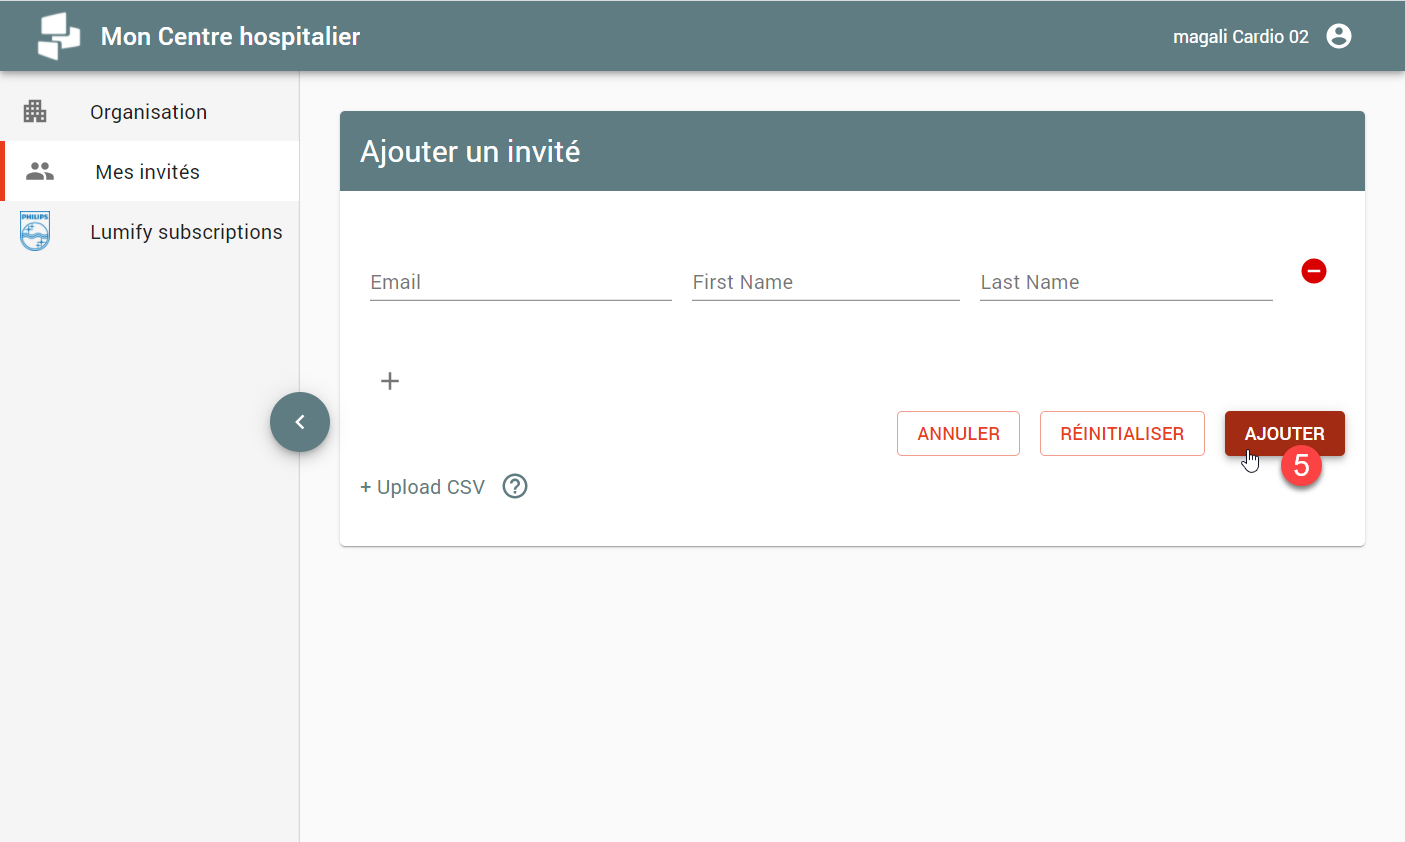 Mon Centre hospitalier
magali Cardio 02
Organisation
Mes invités
PHILIPS
Lumify subscriptions
Ajouter un invité
Email
First Name
Last Name
+
ANNULER
RÉINITIALISER
AJOUTER
5
+ Upload CSV ?